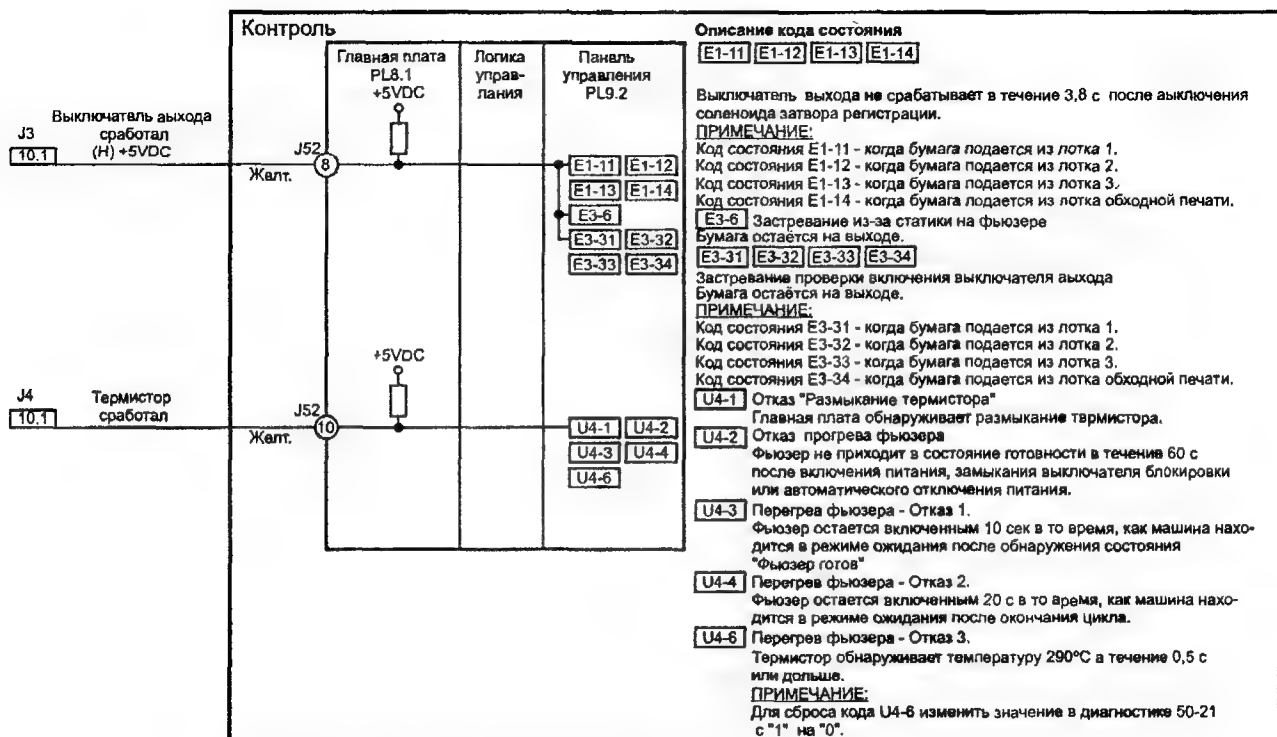 Контроль
Главная плата
PL8.1
+5VDC
Логика
управ-
лания
Паналь
управления
PL9.2
J3
10.1
Выключаталь аыхода
сработал
(H) +5VDC
J52
8
Жалт.
E1-11 E1-12
E1-13 E1-14
E3-6
E3-31 E3-32
E3-33 E3-34
+5VDC
J4
10.1
Термистор
сработал
J52
10
Жалт.
U4-1 U4-2
U4-3 U4-4
U4-6
Описание кода состояния
E1-11 E1-12 E1-13 E1-14
Выключаталь выхода не срабатывает в течение 3,8 с после аыключения
соленоида затвора регистрации.
ПРИМЕЧАНИЕ:
Код состояния E1-11 - когда бумага подается из лотка 1.
Код состояния E1-12 - когда бумага подается из лотка 2.
Код состояния E1-13 - когда бумага подается из лотка 3.
Код состояния E1-14 - когда бумага лодается из лотка обходной печати.
E3-6 Застревание из-за статики на фьюзере
Бумага остаётся на выходе.
E3-31 E3-32 E3-33 E3-34
Застревание проверки включения выключателя аыхода
Бумага остаётся на выходе.
ПРИМЕЧАНИЕ:
Код состояния E3-31 - когда бумага подается из лотка 1.
Код состояния E3-32 - когда бумага подается из лотка 2.
Код состояния E3-33 - когда бумага подается из лотка 3.
Код состояния E3-34 - когда бумага подается из лотка обходной печати.
U4-1 Отказ "Размыкание термистора"
Главная плата обнаруживает размыкание тврмистора.
U4-2 Отказ прогрева фьюзера
Фьюзер не приходит в состояние готовности в течение 60 с
после включения питания, замыкания выключателя блокировки
или автоматического отключения питания.
U4-3 Перегрев фьюзера - Отказ 1.
Фьюзер остается включенным 10 сек в то время, как машина нахо-
дится в режиме ожидания после обнаружения состояния
"Фьюзер готов"
U4-4 Перегрев фьюзера - Отказ 2.
Фьюзер остается включенным 20 с в то аремя, как машина нахо-
дится в режиме ожидания после окончания цикла.
U4-6 Перегрев фьюзера - Отказ 3.
Термистор обнаруживает температуру 290°С а течение 0,5 с
или дольше.
ПРИМЕЧАНИЕ:
Для сброса кода U4-6 изменить значение в диагностике 50-21
с "1" на "0".